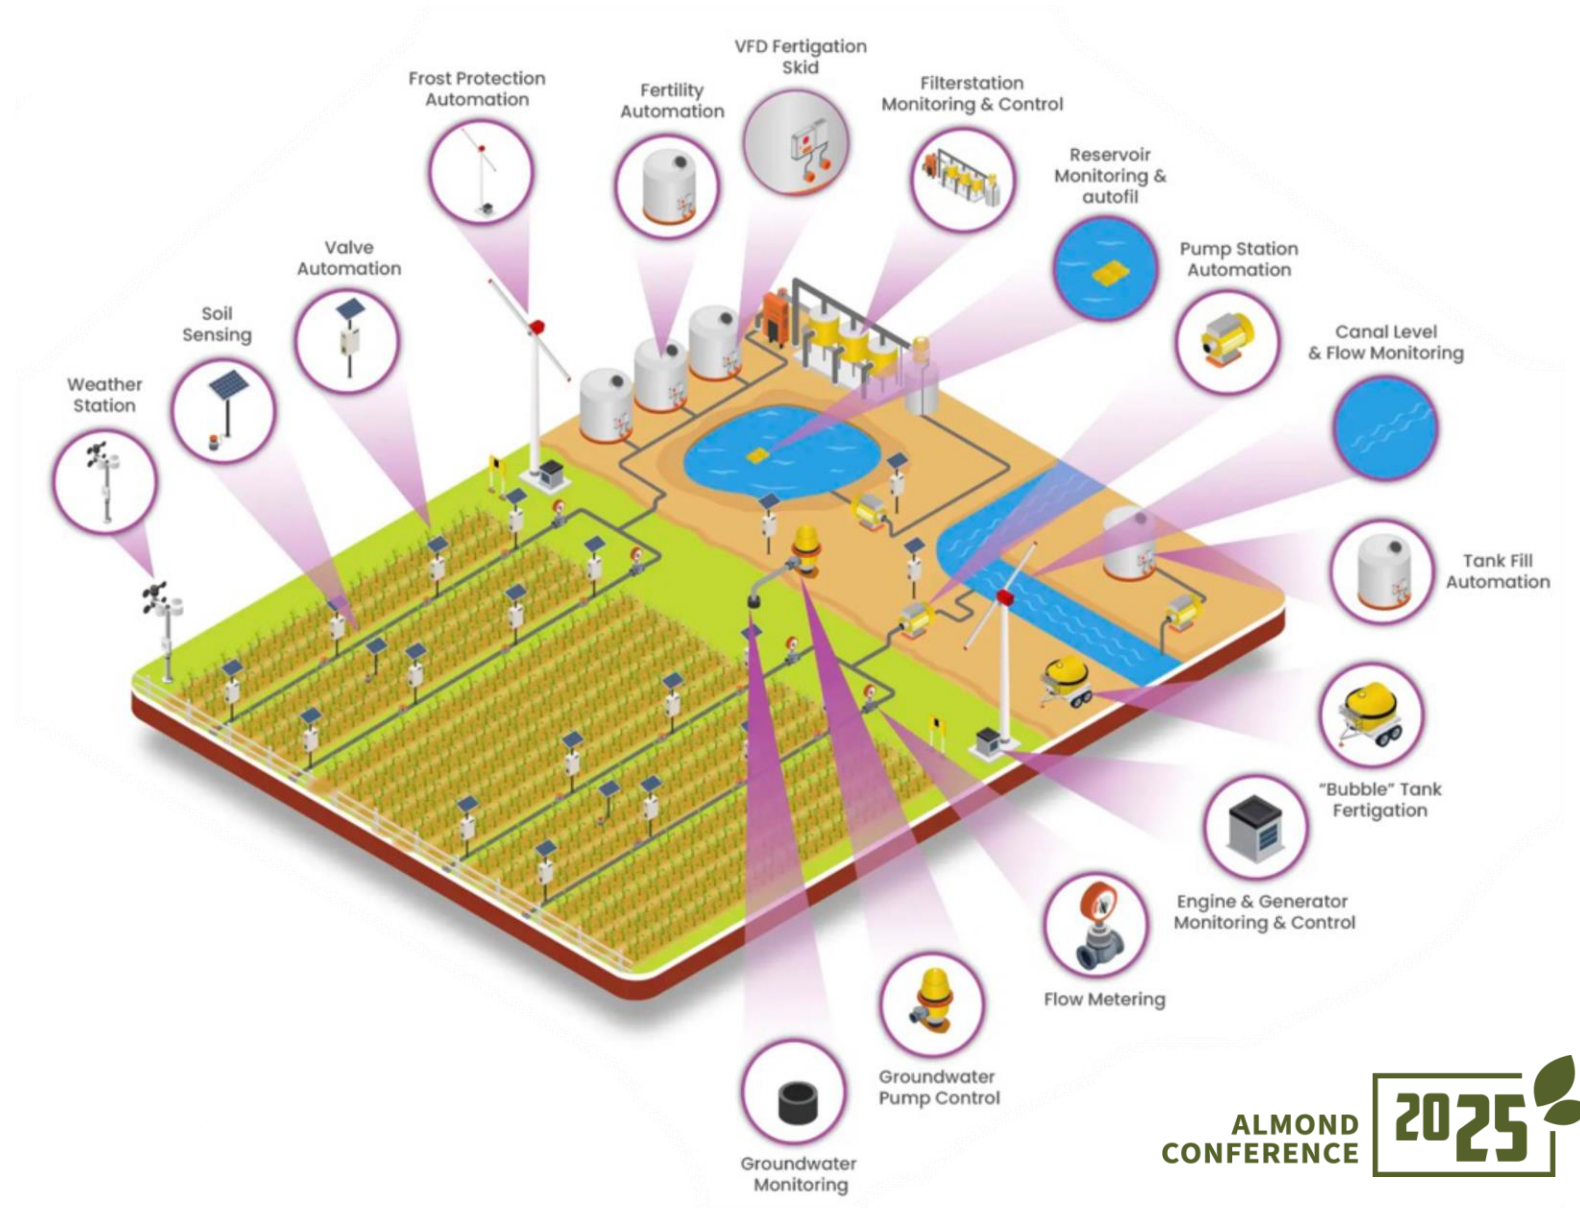 VFD Fertigation
Skid
Frost Protection
Automation
Fertility
Automation
Filterstation
Monitoring & Control
Reservoir
Monitoring &
autofil
Valve
Automation
Pump Station
Automation
Soil
Sensing
Canal Level
& Flow Monitoring
Weather
Station
Tank Fill
Automation
“Bubble” Tank
Fertigation
Engine & Generator
Monitoring & Control
Flow Metering
Groundwater
Pump Control
Groundwater
Monitoring
ALMOND
CONFERENCE
2025